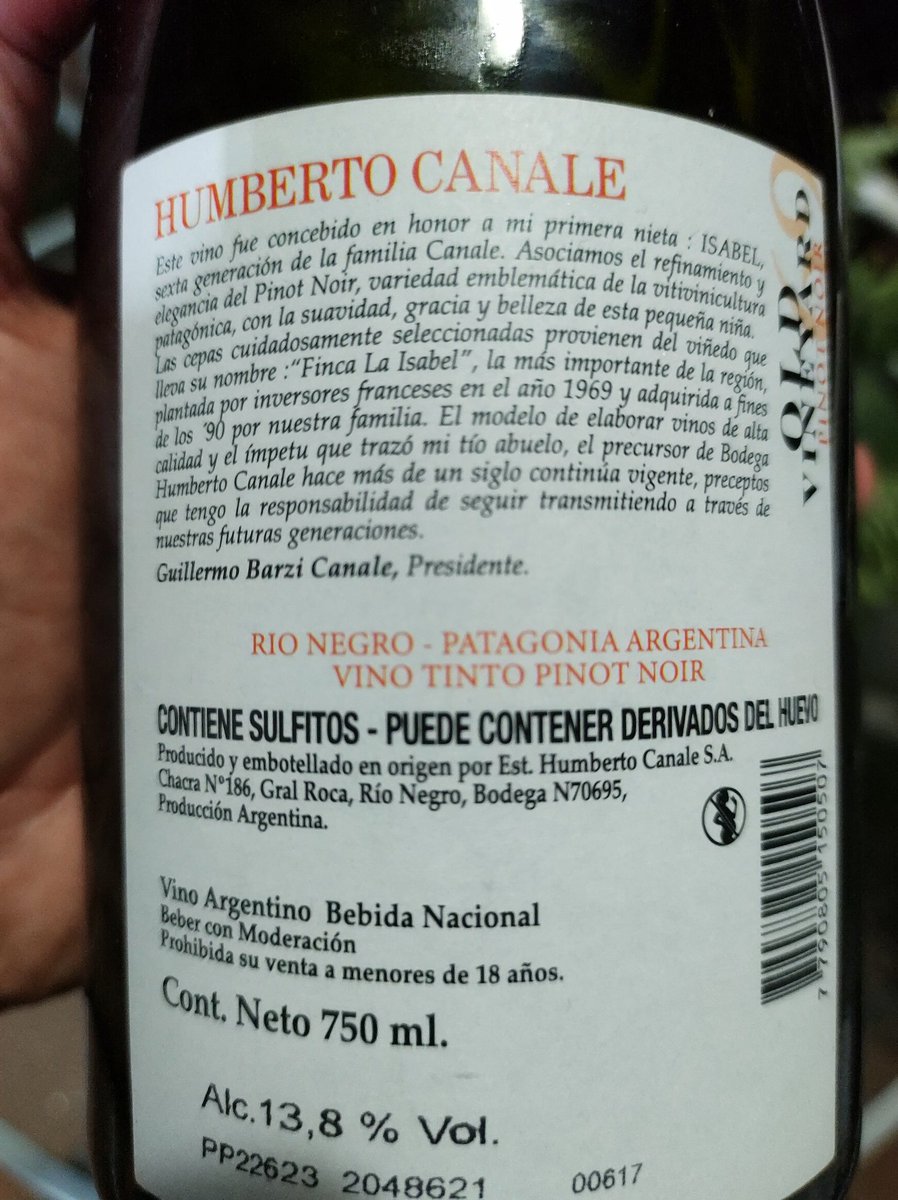 HUMBERTO CANALE
Este vino fue concebido en honor a mi primera nieta : ISABEL,
sexta generación de la familia Canale. Asociamos el refinamiento y
elegancia del Pinot Noir, variedad emblemática de la vitivinicultura
patagónica, con la suavidad, gracia y belleza de esta pequeña niña.
Las cepas cuidadosamente seleccionadas provienen del viñedo que
lleva su nombre :"Finca La Isabel", la más importante de la región,
plantada por inversores franceses en el año 1969 y adquirida a fines
de los ´90 por nuestra familia. El modelo de elaborar vinos de alta
calidad y el ímpetu que trazó mi tío abuelo, el precursor de Bodega
Humberto Canale hace más de un siglo continúa vigente, preceptos
que tengo la responsabilidad de seguir transmitiendo a través de
nuestras futuras generaciones.
Guillermo Barzi Canale, Presidente.
OLD
VINEYARD
PINOT NOIR
RIO NEGRO - PATAGONIA ARGENTINA
VINO TINTO PINOT NOIR
CONTIENE SULFITOS - PUEDE CONTENER DERIVADOS DEL HUEVO
Producido y embotellado en origen por Est. Humberto Canale S.A.
Chacra Nº186, Gral Roca, Río Negro, Bodega N70695,
Producción Argentina.
7 790805 150507
Vino Argentino Bebida Nacional
Beber con Moderación
Prohibida su venta a menores de 18 años.
Cont. Neto 750 ml.
Alc.13,8 % Vol.
PP22623 2048621 00617